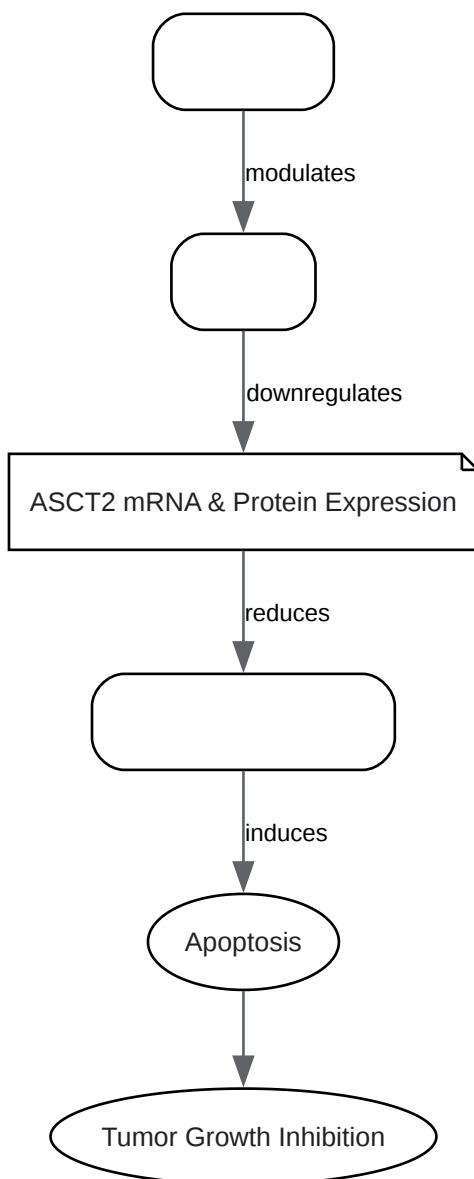 modulates
downregulates
ASCT2 mRNA & Protein Expression
reduces
induces
Apoptosis
Tumor Growth Inhibition